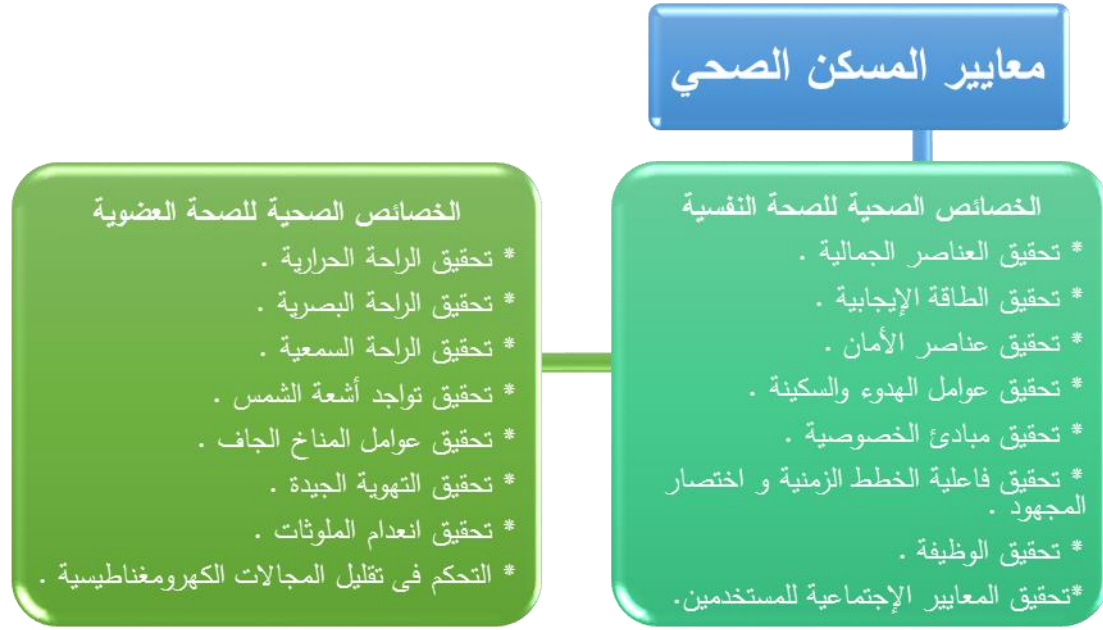 معايير المسكن الصحي
الخصائص الصحية للصحة النفسية
* تحقيق العناصر الجمالية .
* تحقيق الطاقة الإيجابية .
* تحقيق عناصر الأمان .
* تحقيق عوامل الهدوء والسكينة .
* تحقيق مبادئ الخصوصية .
* تحقيق فاعلية الخطط الزمنية و اختصار
المجهود .
* تحقيق الوظيفة .
*تحقيق المعايير الإجتماعية للمستخدمين.
الخصائص الصحية للصحة العضوية
* تحقيق الراحة الحرارية .
* تحقيق الراحة البصرية .
* تحقيق الراحة السمعية .
* تحقيق تواجد أشعة الشمس .
* تحقيق عوامل المناخ الجاف .
* تحقيق التهوية الجيدة .
* تحقيق انعدام الملوثات .
* التحكم فى تقليل المجالات الكهرومغناطيسية .